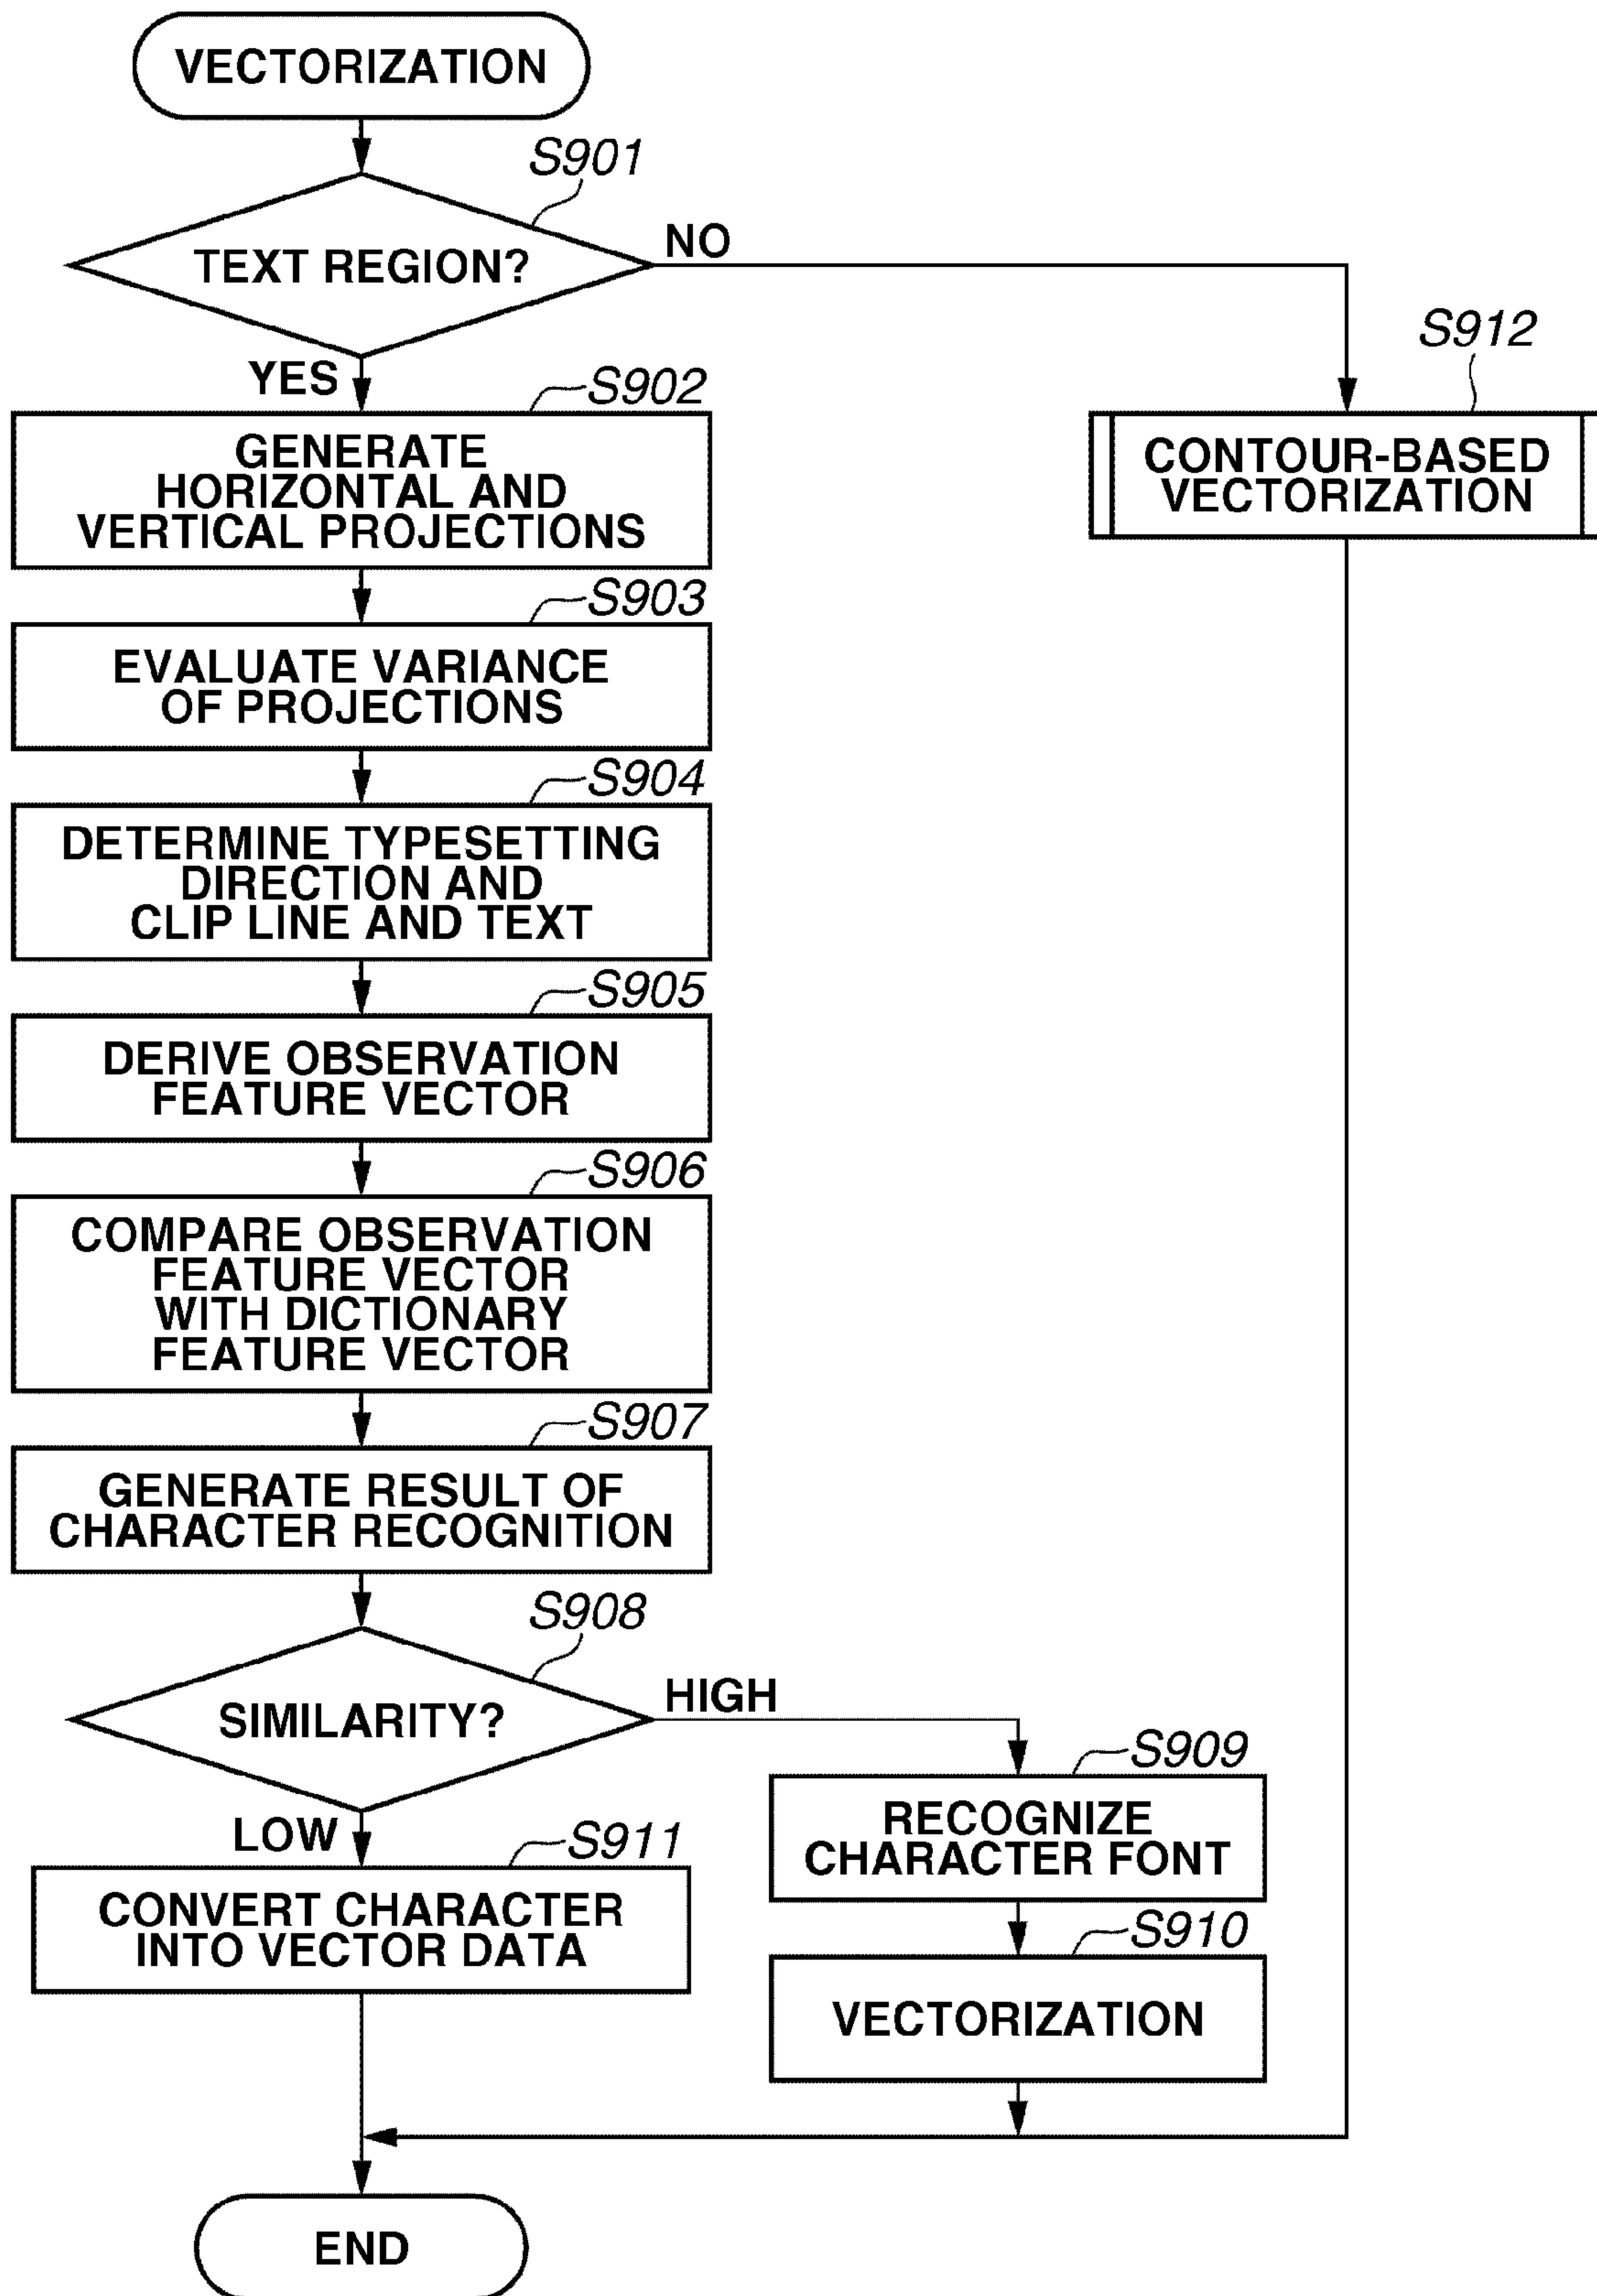 VECTORIZATION
S901
TEXT REGION?
NO
YES
S912
CONTOUR-BASED
VECTORIZATION
S902
GENERATE
HORIZONTAL AND
VERTICAL PROJECTIONS
S903
EVALUATE VARIANCE
OF PROJECTIONS
S904
DETERMINE TYPESETTING
DIRECTION AND
CLIP LINE AND TEXT
S905
DERIVE OBSERVATION
FEATURE VECTOR
S906
COMPARE OBSERVATION
FEATURE VECTOR
WITH DICTIONARY
FEATURE VECTOR
S907
GENERATE RESULT OF
CHARACTER RECOGNITION
S908
SIMILARITY?
HIGH
LOW
S909
RECOGNIZE
CHARACTER FONT
S911
CONVERT CHARACTER
INTO VECTOR DATA
S910
VECTORIZATION
END